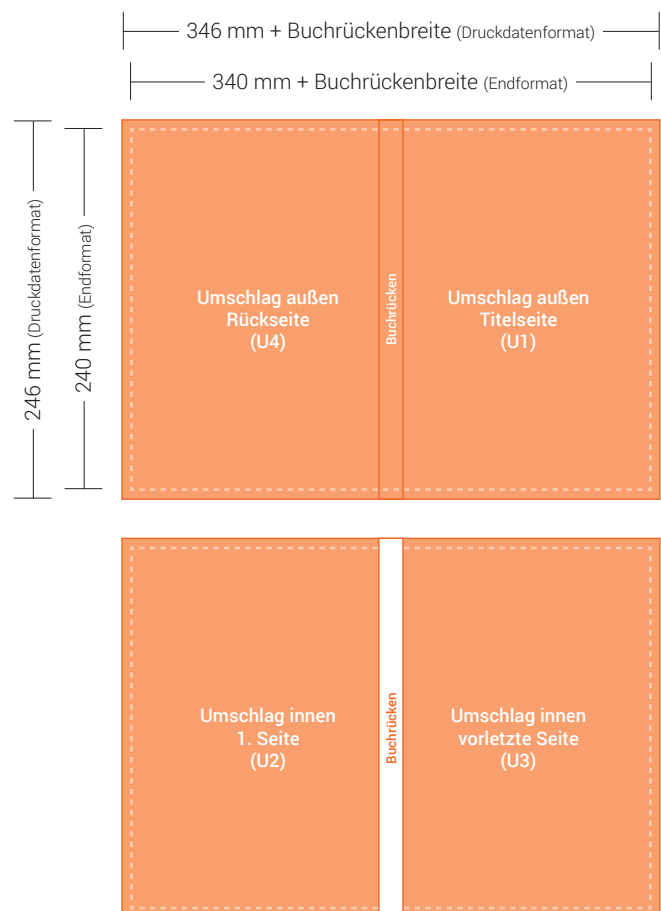 346 mm + Buchrückenbreite (Druckdatenformat)
340 mm + Buchrückenbreite (Endformat)
246 mm (Druckdatenformat)
240 mm (Endformat)
Umschlag außen
Rückseite
(U4)
Buchrücken
Umschlag außen
Titelseite
(U1)
Umschlag innen
1. Seite
(U2)
Buchrücken
Umschlag innen
vorletzte Seite
(U3)